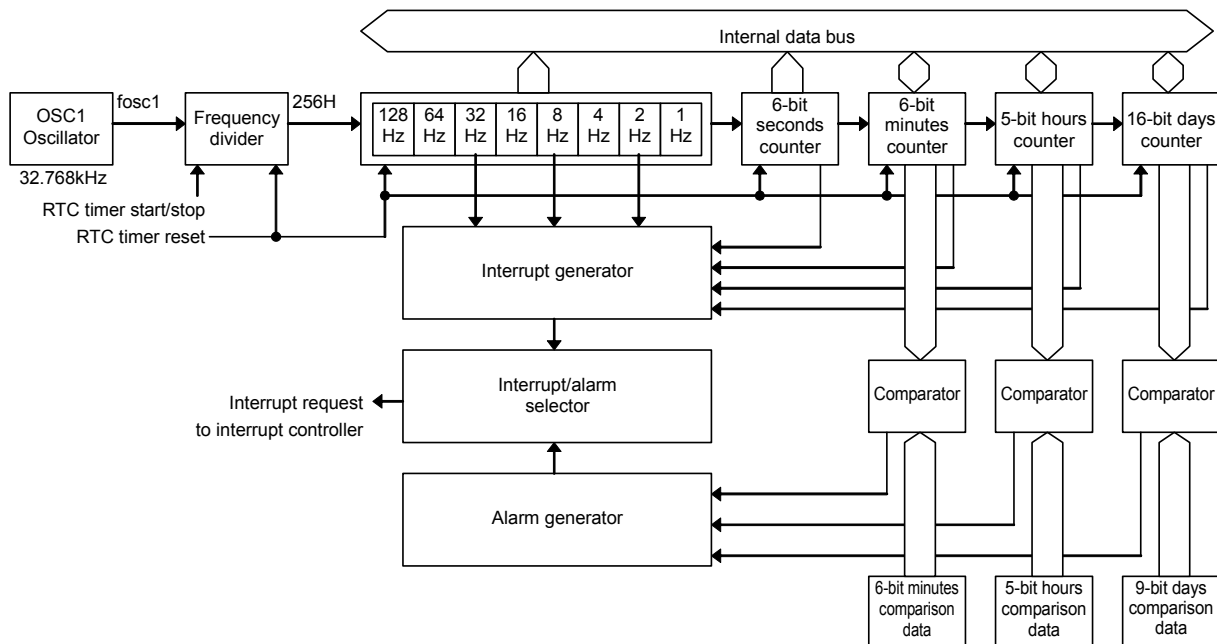 Internal data bus
OSC1
Oscillator
32.768kHz
fosc1
Frequency
divider
256H
128
Hz
64
Hz
32
Hz
16
Hz
8
Hz
4
Hz
2
Hz
1
Hz
6-bit
seconds
counter
6-bit
minutes
counter
5-bit hours
counter
16-bit days
counter
RTC timer start/stop
RTC timer reset
Interrupt generator
Interrupt/alarm
selector
Interrupt request
to interrupt controller
Comparator
Comparator
Comparator
Alarm generator
6-bit minutes
comparison
data
5-bit hours
comparison
data
9-bit days
comparison
data